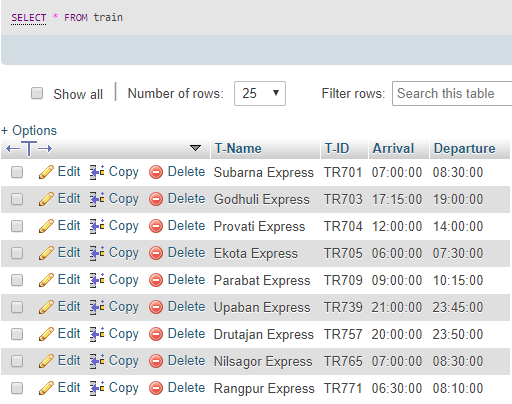 SELECT * FROM train
Show all Number of rows: 25 Filter rows: Search this table
+ Options
←T→ T-Name T-ID Arrival Departure
Edit Copy Delete Subarna Express TR701 07:00:00 08:30:00
Edit Copy Delete Godhuli Express TR703 17:15:00 19:00:00
Edit Copy Delete Provati Express TR704 12:00:00 14:00:00
Edit Copy Delete Ekota Express TR705 06:00:00 07:30:00
Edit Copy Delete Parabat Express TR709 09:00:00 10:15:00
Edit Copy Delete Upaban Express TR739 21:00:00 23:45:00
Edit Copy Delete Drutajan Express TR757 20:00:00 23:50:00
Edit Copy Delete Nilsagor Express TR765 07:00:00 08:30:00
Edit Copy Delete Rangpur Express TR771 06:30:00 08:10:00